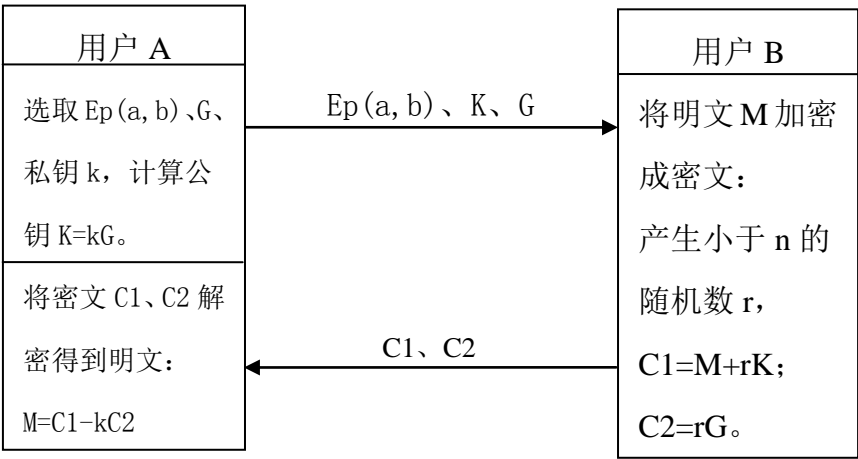 用户 A
选取 Ep(a,b)、G、
私钥 k，计算公
钥 K=kG。
将密文 C1、C2 解
密得到明文：
M=C1-kC2
Ep(a,b)、K、G
C1、C2
用户 B
将明文 M 加密
成密文：
产生小于 n 的
随机数 r，
C1=M+rK；
C2=rG。